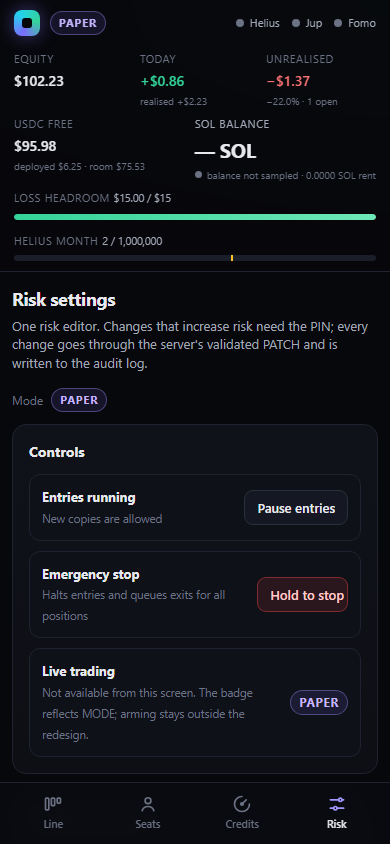 PAPER
Helius
Jup
Fomo
EQUITY
$102.23
TODAY
+$0.86
realised +$2.23
UNREALISED
−$1.37
−22.0% · 1 open
USDC FREE
$95.98
deployed $6.25 · room $75.53
SOL BALANCE
— SOL
balance not sampled · 0.0000 SOL rent
LOSS HEADROOM $15.00 / $15
HELIUS MONTH 2 / 1,000,000
Risk settings
One risk editor. Changes that increase risk need the PIN; every
change goes through the server's validated PATCH and is
written to the audit log.
Mode PAPER
Controls
Entries running
New copies are allowed
Pause entries
Emergency stop
Halts entries and queues exits for all
positions
Hold to stop
Live trading
Not available from this screen. The badge
reflects MODE; arming stays outside the
redesign.
PAPER
Line
Seats
Credits
Risk